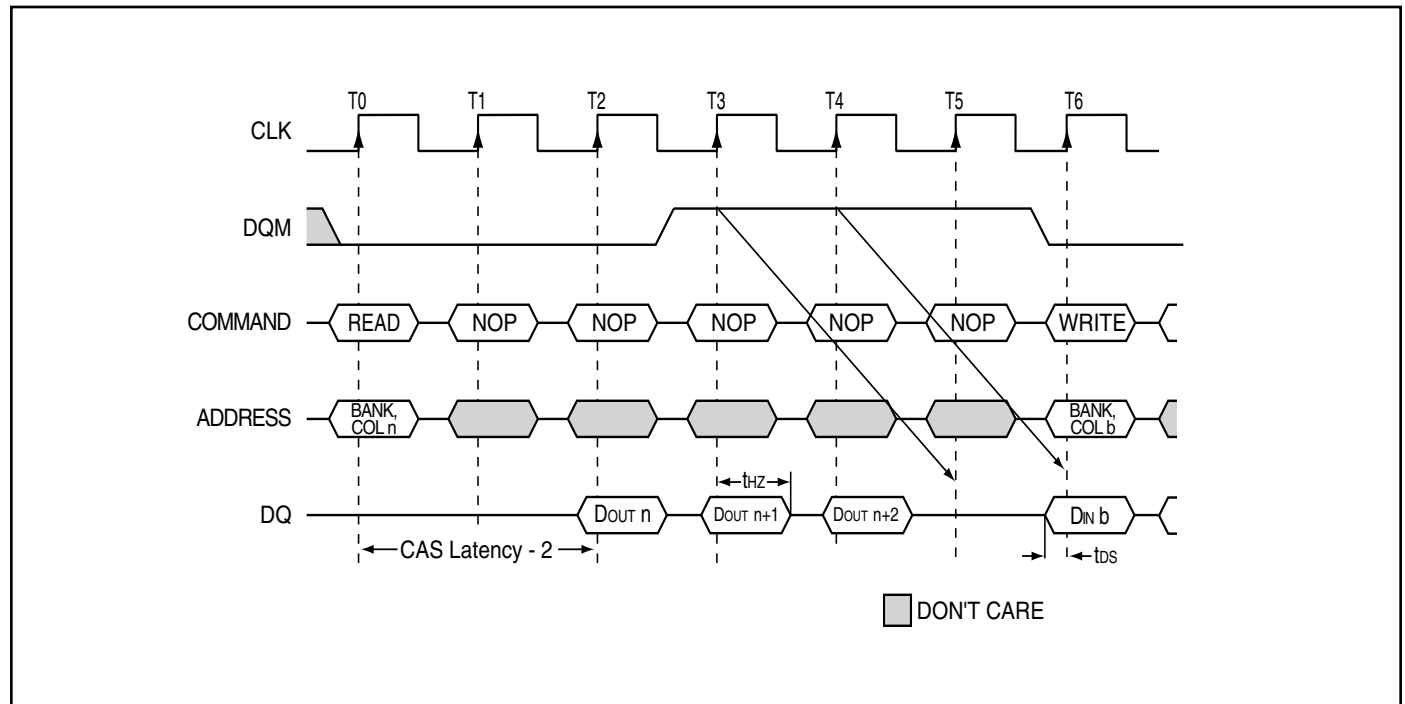 T0 T1 T2 T3 T4 T5 T6
CLK
DQM
COMMAND READ NOP NOP NOP NOP NOP WRITE
ADDRESS BANK, COL n BANK, COL b
tHZ
DQ DOUT n DOUT n+1 DOUT n+2 DIN b
CAS Latency - 2 tDS
DON'T CARE